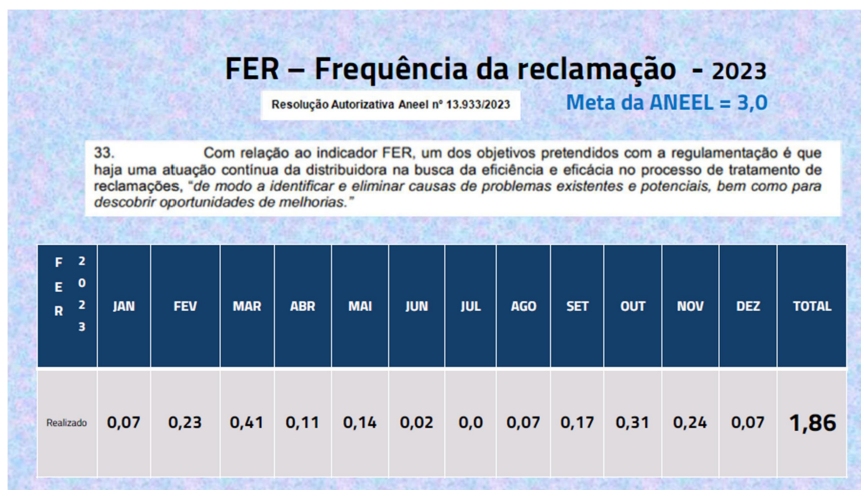 FER – Frequência da reclamação - 2023
Resolução Autorizativa Aneel nº 13.933/2023
Meta da ANEEL = 3,0
33. Com relação ao indicador FER, um dos objetivos pretendidos com a regulamentação é que
haja uma atuação contínua da distribuidora na busca da eficiência e eficácia no processo de tratamento de
reclamações, “de modo a identificar e eliminar causas de problemas existentes e potenciais, bem como para
descobrir oportunidades de melhorias.”
FER 2023 JAN FEV MAR ABR MAI JUN JUL AGO SET OUT NOV DEZ TOTAL
Realizado 0,07 0,23 0,41 0,11 0,14 0,02 0,0 0,07 0,17 0,31 0,24 0,07 1,86